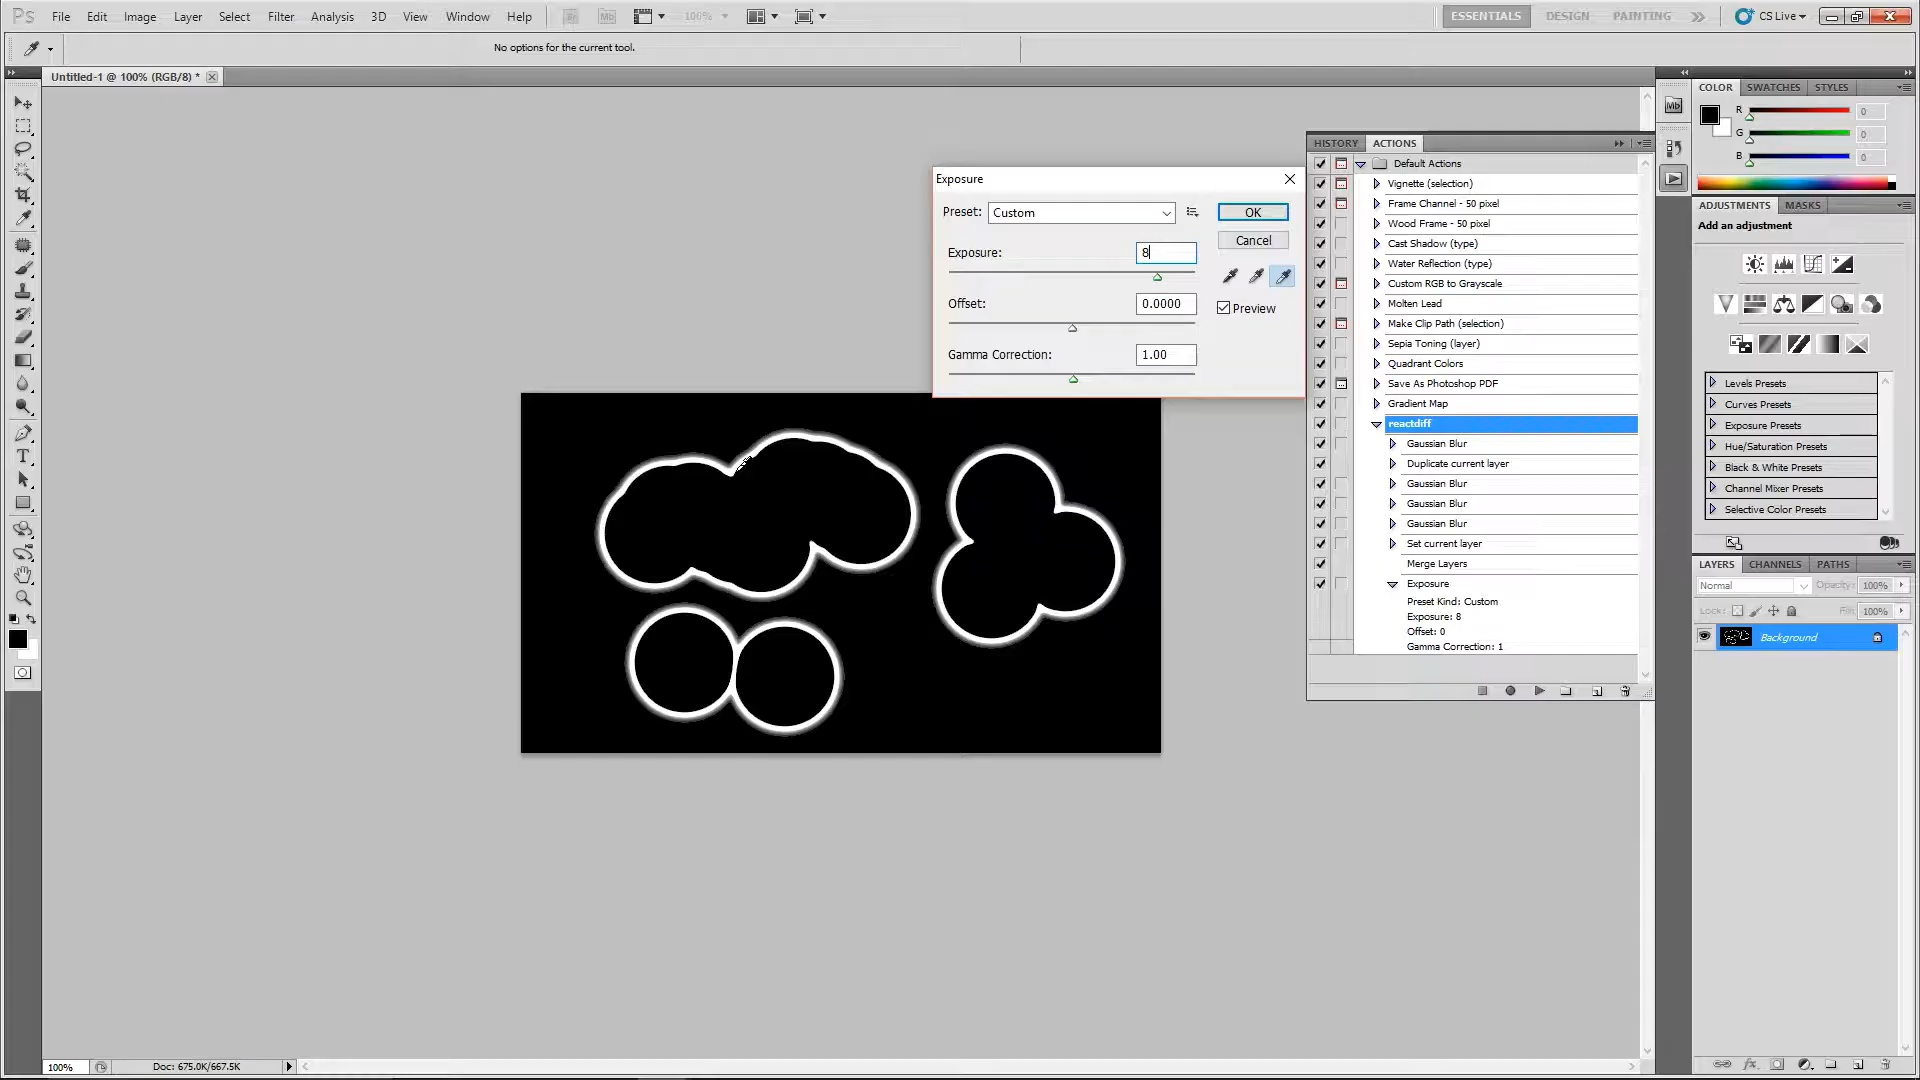 Ps File Edit Image Layer Select Filter Analysis 3D View Window Help Br Mb 100% ESSENTIALS DESIGN PAINTING CS Live
No options for the current tool.
Untitled-1 @ 100% (RGB/8) *
Exposure
Preset: Custom OK
Exposure: 8 Cancel
Offset: 0.0000 Preview
Gamma Correction: 1.00
HISTORY ACTIONS
Default Actions
Vignette (selection)
Frame Channel - 50 pixel
Wood Frame - 50 pixel
Cast Shadow (type)
Water Reflection (type)
Custom RGB to Grayscale
Molten Lead
Make Clip Path (selection)
Sepia Toning (layer)
Quadrant Colors
Save As Photoshop PDF
Gradient Map
reactdiff
Gaussian Blur
Duplicate current layer
Gaussian Blur
Gaussian Blur
Gaussian Blur
Set current layer
Merge Layers
Exposure
Preset Kind: Custom
Exposure: 8
Offset: 0
Gamma Correction: 1
Mb
COLOR SWATCHES STYLES
R 0
G 0
B 0
ADJUSTMENTS MASKS
Add an adjustment
Levels Presets
Curves Presets
Exposure Presets
Hue/Saturation Presets
Black & White Presets
Channel Mixer Presets
Selective Color Presets
LAYERS CHANNELS PATHS
Normal Opacity: 100%
Lock: Fill: 100%
Background
T
100% Doc: 675.0K/667.5K
fx